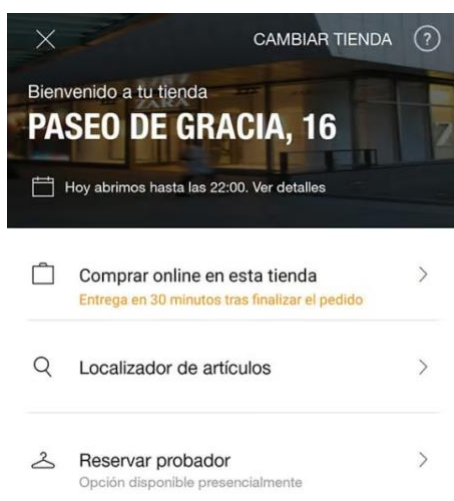 CAMBIAR TIENDA
?
Bienvenido a tu tienda
ZARA
PASEO DE GRACIA, 16
Hoy abrimos hasta las 22:00. Ver detalles
Comprar online en esta tienda
Entrega en 30 minutos tras finalizar el pedido
Localizador de artículos
Reservar probador
Opción disponible presencialmente